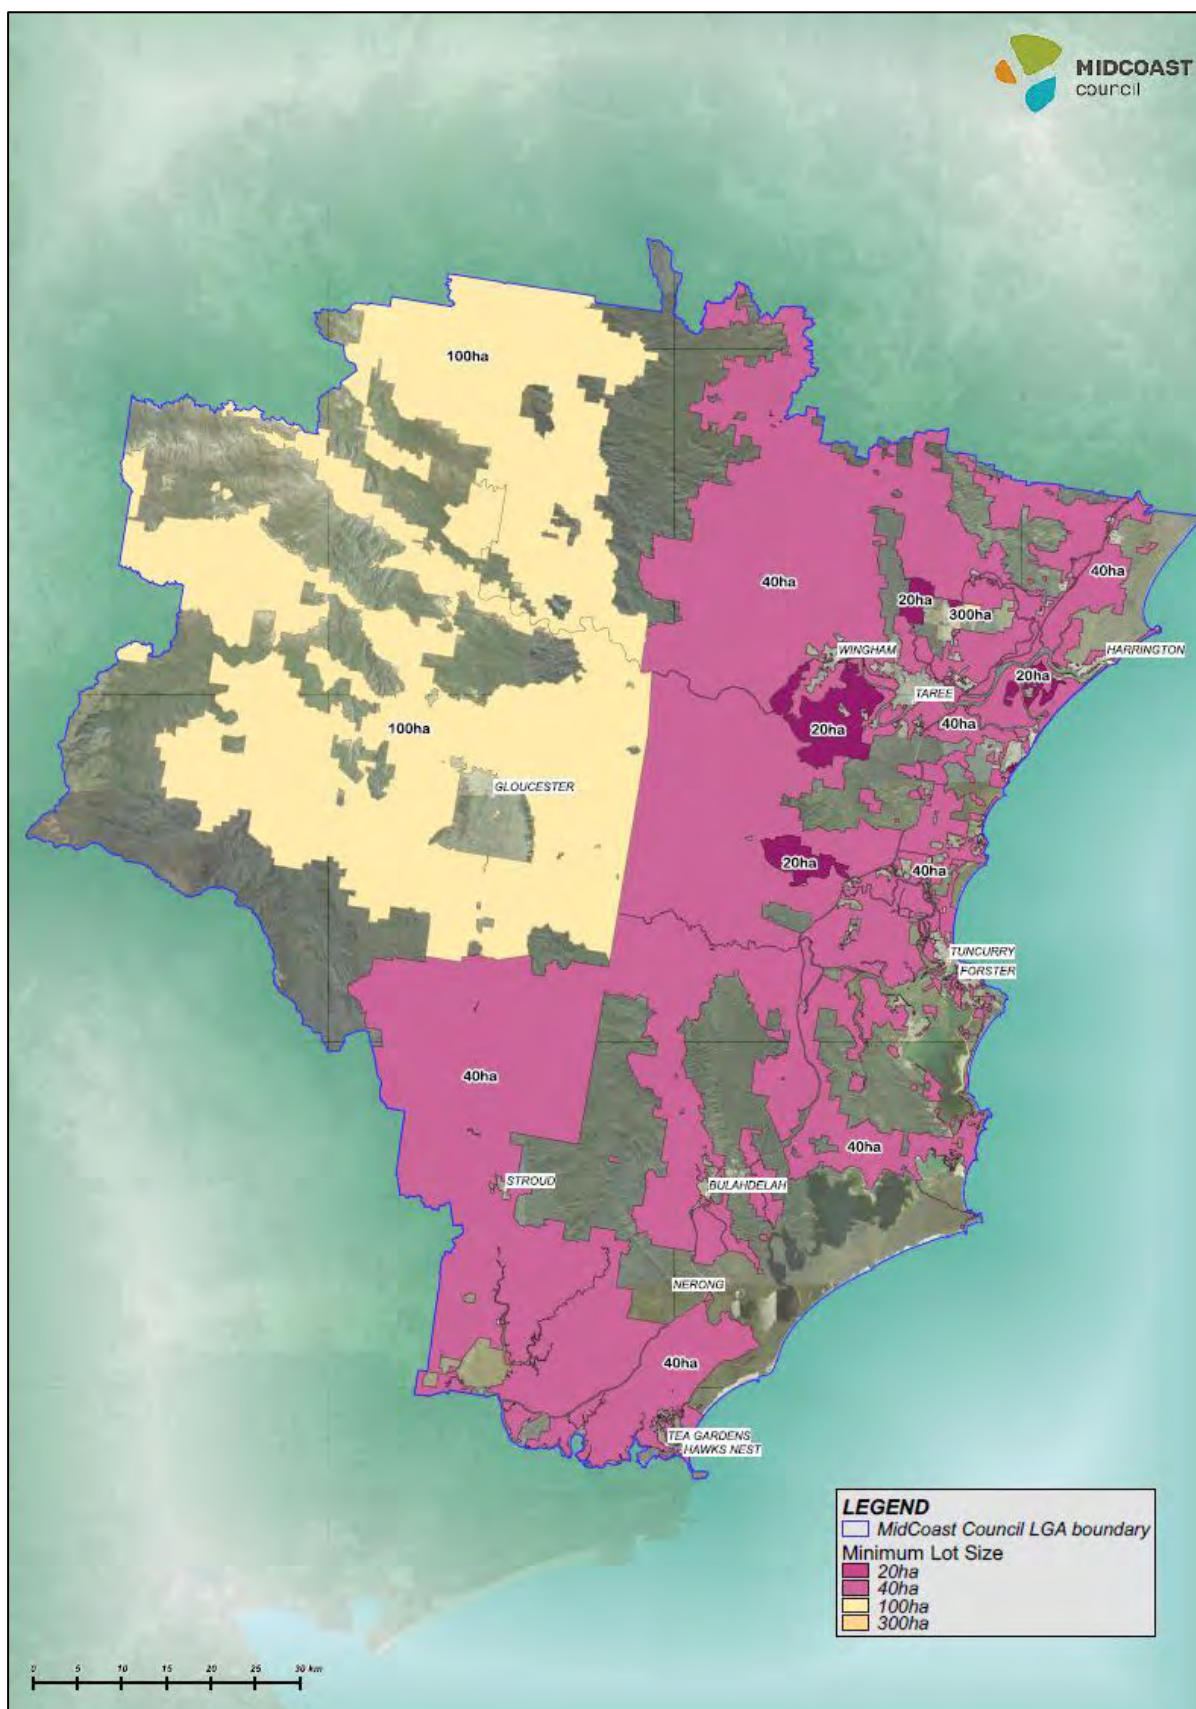 MIDCOAST
council
100ha
40ha
40ha
20ha
300ha
WINGHAM
HARRINGTON
20ha
TAREE
40ha
20ha
100ha
GLOUCESTER
20ha
40ha
TUNCURRY
FORSTER
40ha
40ha
STROUD
BULAHDELAH
NERONG
40ha
TEA GARDENS
HAWKS NEST
LEGEND
MidCoast Council LGA boundary
Minimum Lot Size
20ha
40ha
100ha
300ha
0 5 10 15 20 25 30 km